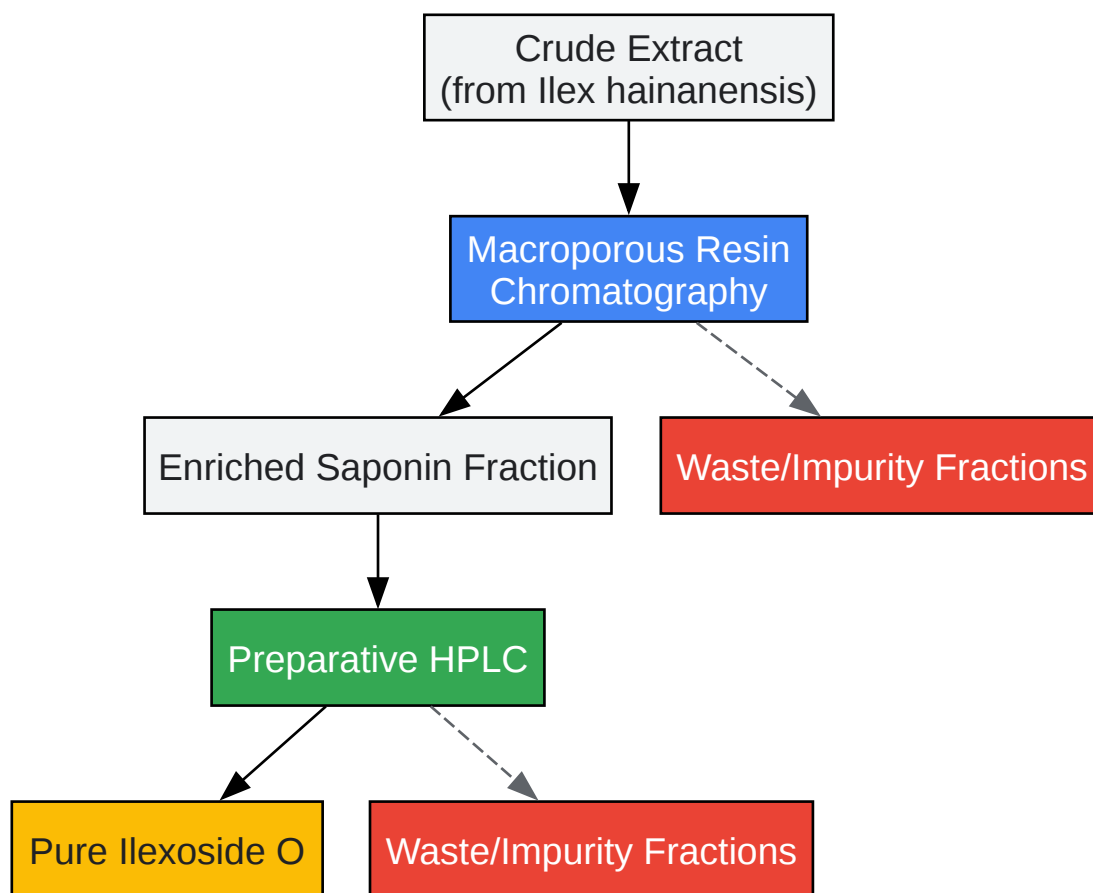 Crude Extract
(from Ilex hainanensis)
Macroporous Resin
Chromatography
Enriched Saponin Fraction
Waste/Impurity Fractions
Preparative HPLC
Pure Ilexoside O
Waste/Impurity Fractions